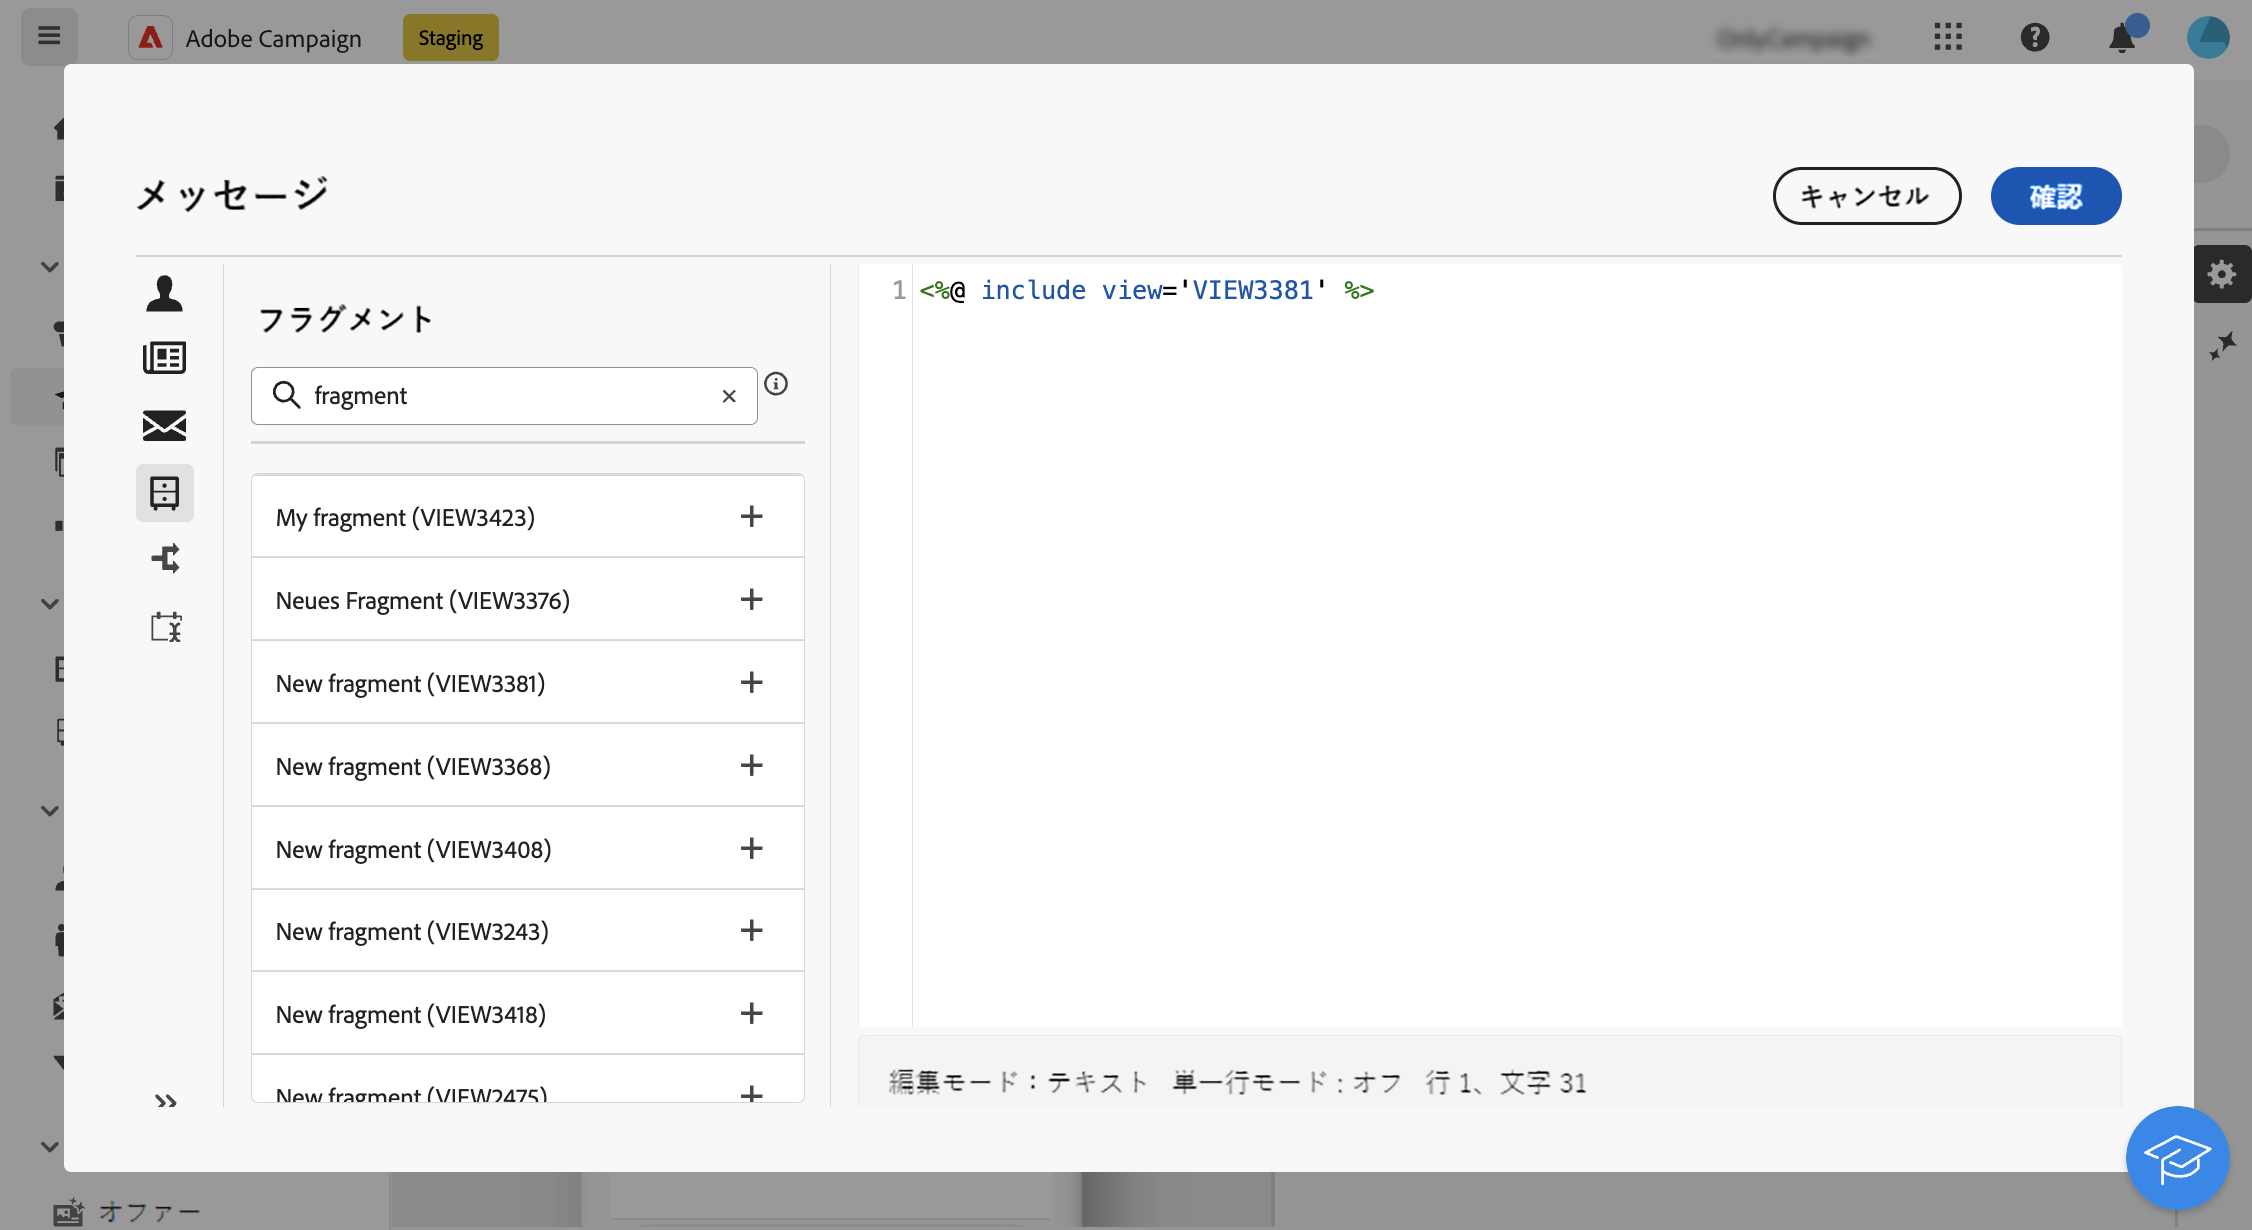 Adobe Campaign
Staging
メッセージ
キャンセル
確認
フラグメント
fragment
My fragment (VIEW3423)
Neues Fragment (VIEW3376)
New fragment (VIEW3381)
New fragment (VIEW3368)
New fragment (VIEW3408)
New fragment (VIEW3243)
New fragment (VIEW3418)
New fragment (VIEW2475)
1 <%@ include view='VIEW3381' %>
編集モード：テキスト 単一行モード：オフ 行 1、文字 31
オファー